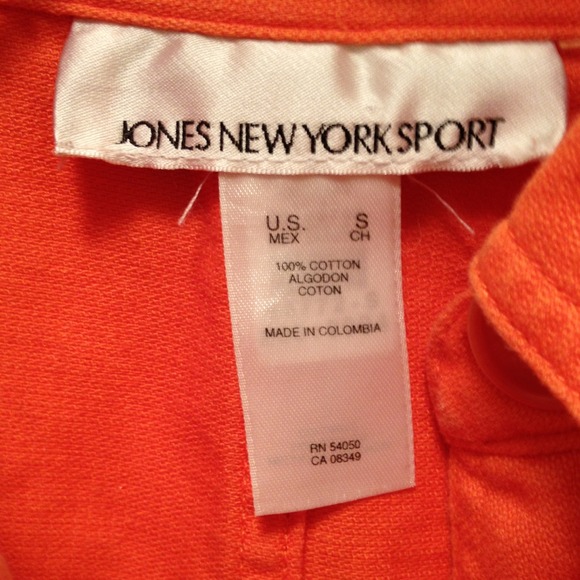 JONES NEW YORK SPORT
U.S. S
MEX CH
100% COTTON
ALGODON
COTON
MADE IN COLOMBIA
RN 54050
CA 08349